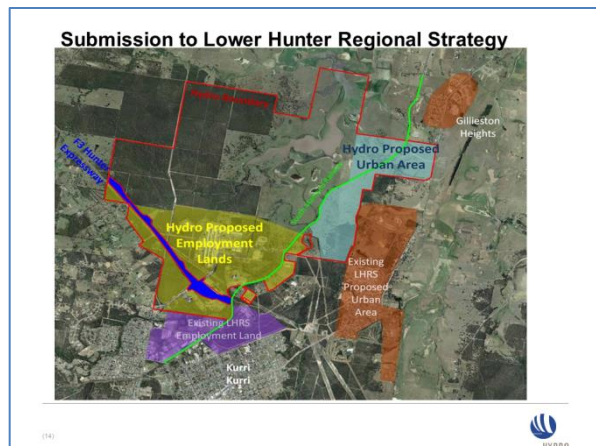 Submission to Lower Hunter Regional Strategy
Gillieston
Heights
Hydro Proposed
Urban Area
F3 Hunter
Expressway
Hydro Proposed
Employment
Lands
Existing
LHRS
Proposed
Urban
Area
Existing LHRS
Employment Land
Kurri
Kurri
(14)
HYDRO